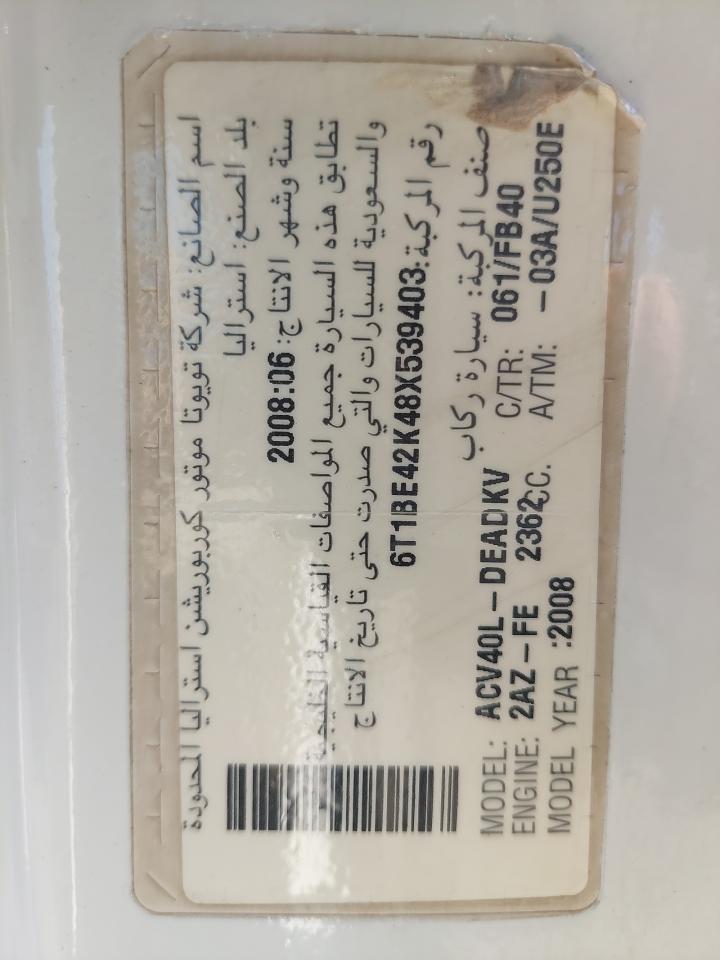 اسم الصانع: شركة تويوتا موتور كوربوريشن استراليا المحدودة
بلد الصنع: استراليا
سنة وشهر الانتاج: 2008:06
تطابق هذه السيارة جميع المواصفات القياسية الخليجية
والسعودية للسيارات والتي صدرت حتى تاريخ الانتاج
رقم المركبة: 6T1BE42K48X539403
صنف المركبة: سيارة ركاب
MODEL: ACV40L-DEADKV C/TR: 061/FB40
ENGINE: 2AZ-FE 2362CC. A/TM: -03A/U250E
MODEL YEAR :2008